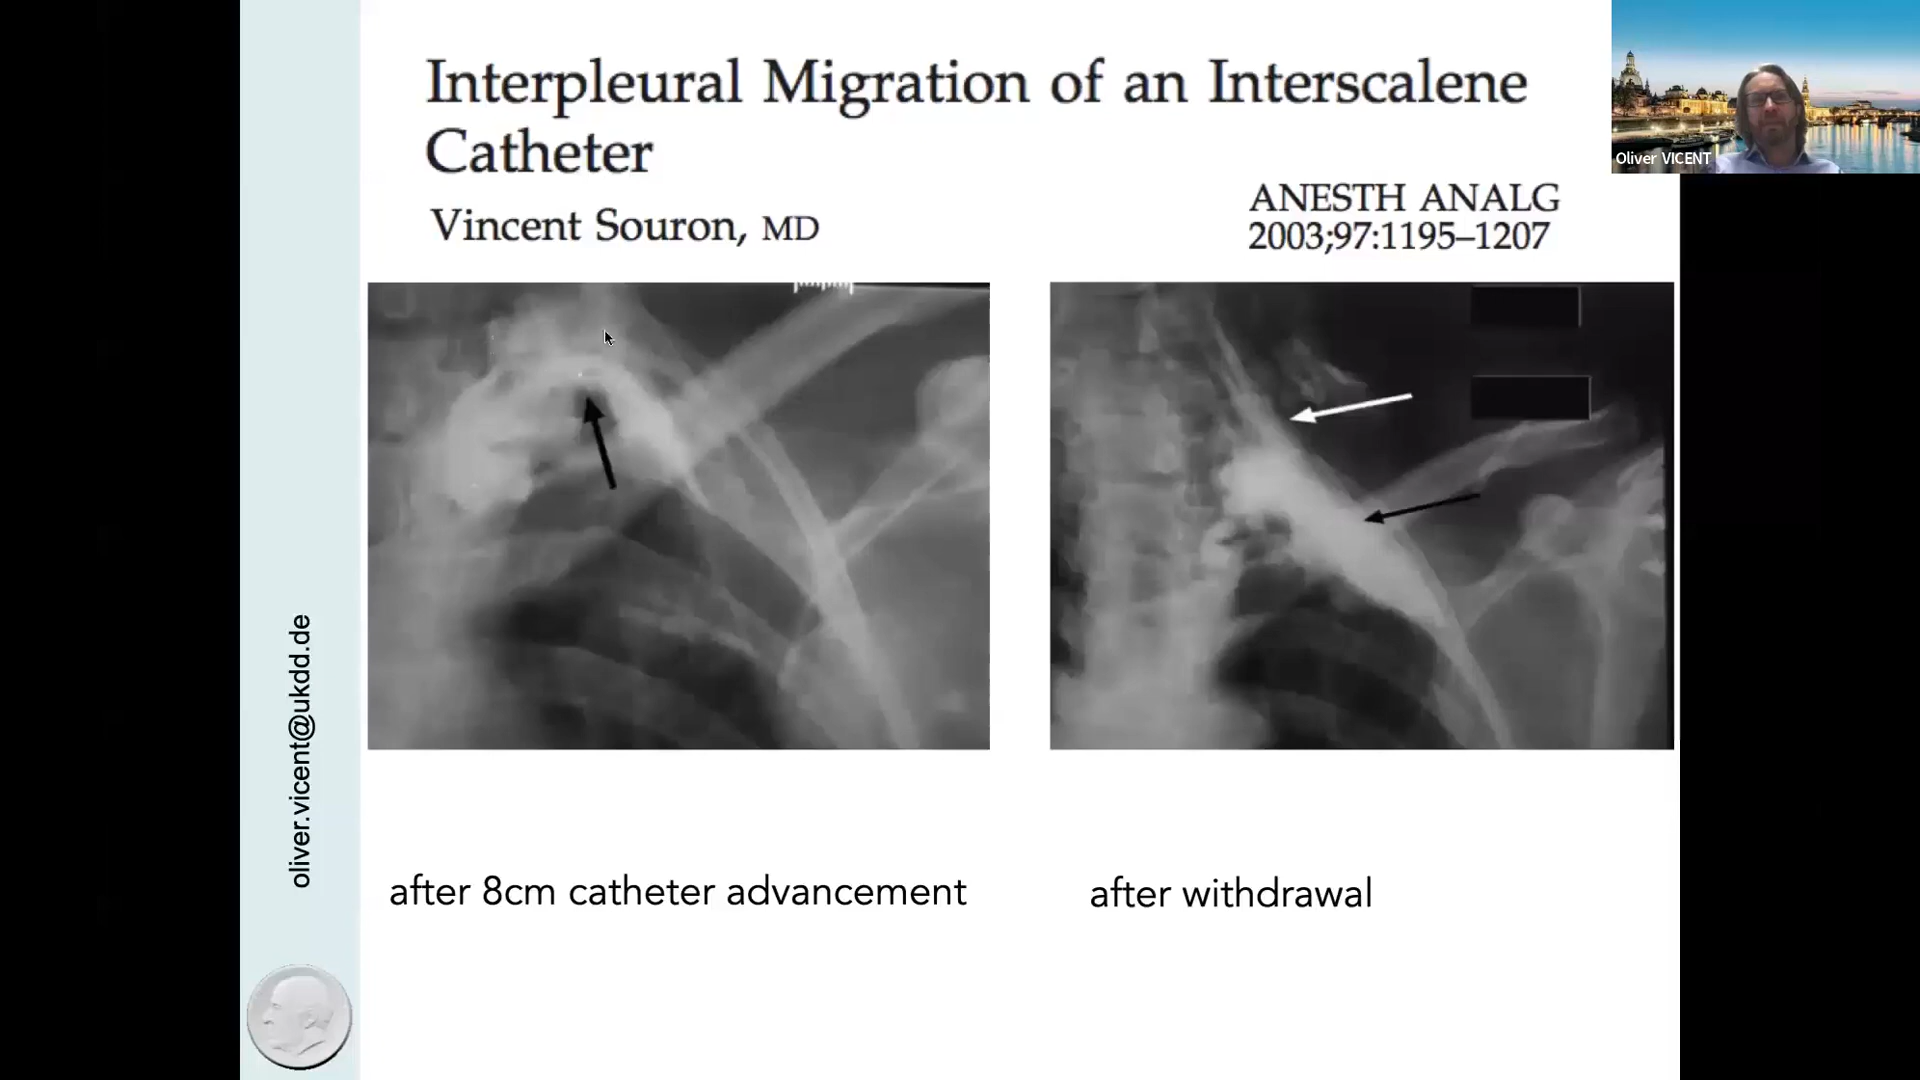 Interpleural Migration of an Interscalene
Catheter
Vincent Souron, MD
ANESTH ANALG
2003;97:1195–1207
Oliver VICENT
after 8cm catheter advancement
after withdrawal
oliver.vicent@ukdd.de